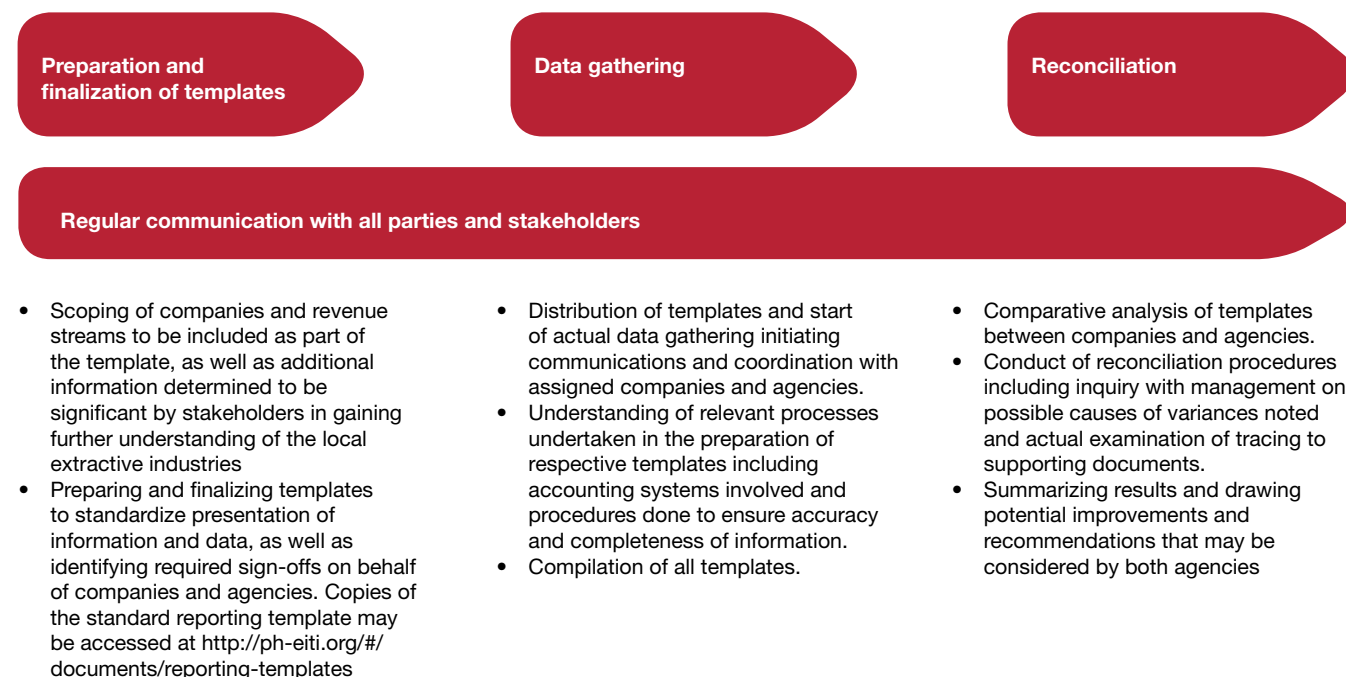 Preparation and
finalization of templates
Data gathering
Reconciliation
Regular communication with all parties and stakeholders
• Scoping of companies and revenue
streams to be included as part of
the template, as well as additional
information determined to be
significant by stakeholders in gaining
further understanding of the local
extractive industries
• Preparing and finalizing templates
to standardize presentation of
information and data, as well as
identifying required sign-offs on behalf
of companies and agencies. Copies of
the standard reporting template may
be accessed at http://ph-eiti.org/#/
documents/reporting-templates
• Distribution of templates and start
of actual data gathering initiating
communications and coordination with
assigned companies and agencies.
• Understanding of relevant processes
undertaken in the preparation of
respective templates including
accounting systems involved and
procedures done to ensure accuracy
and completeness of information.
• Compilation of all templates.
• Comparative analysis of templates
between companies and agencies.
• Conduct of reconciliation procedures
including inquiry with management on
possible causes of variances noted
and actual examination of tracing to
supporting documents.
• Summarizing results and drawing
potential improvements and
recommendations that may be
considered by both agencies